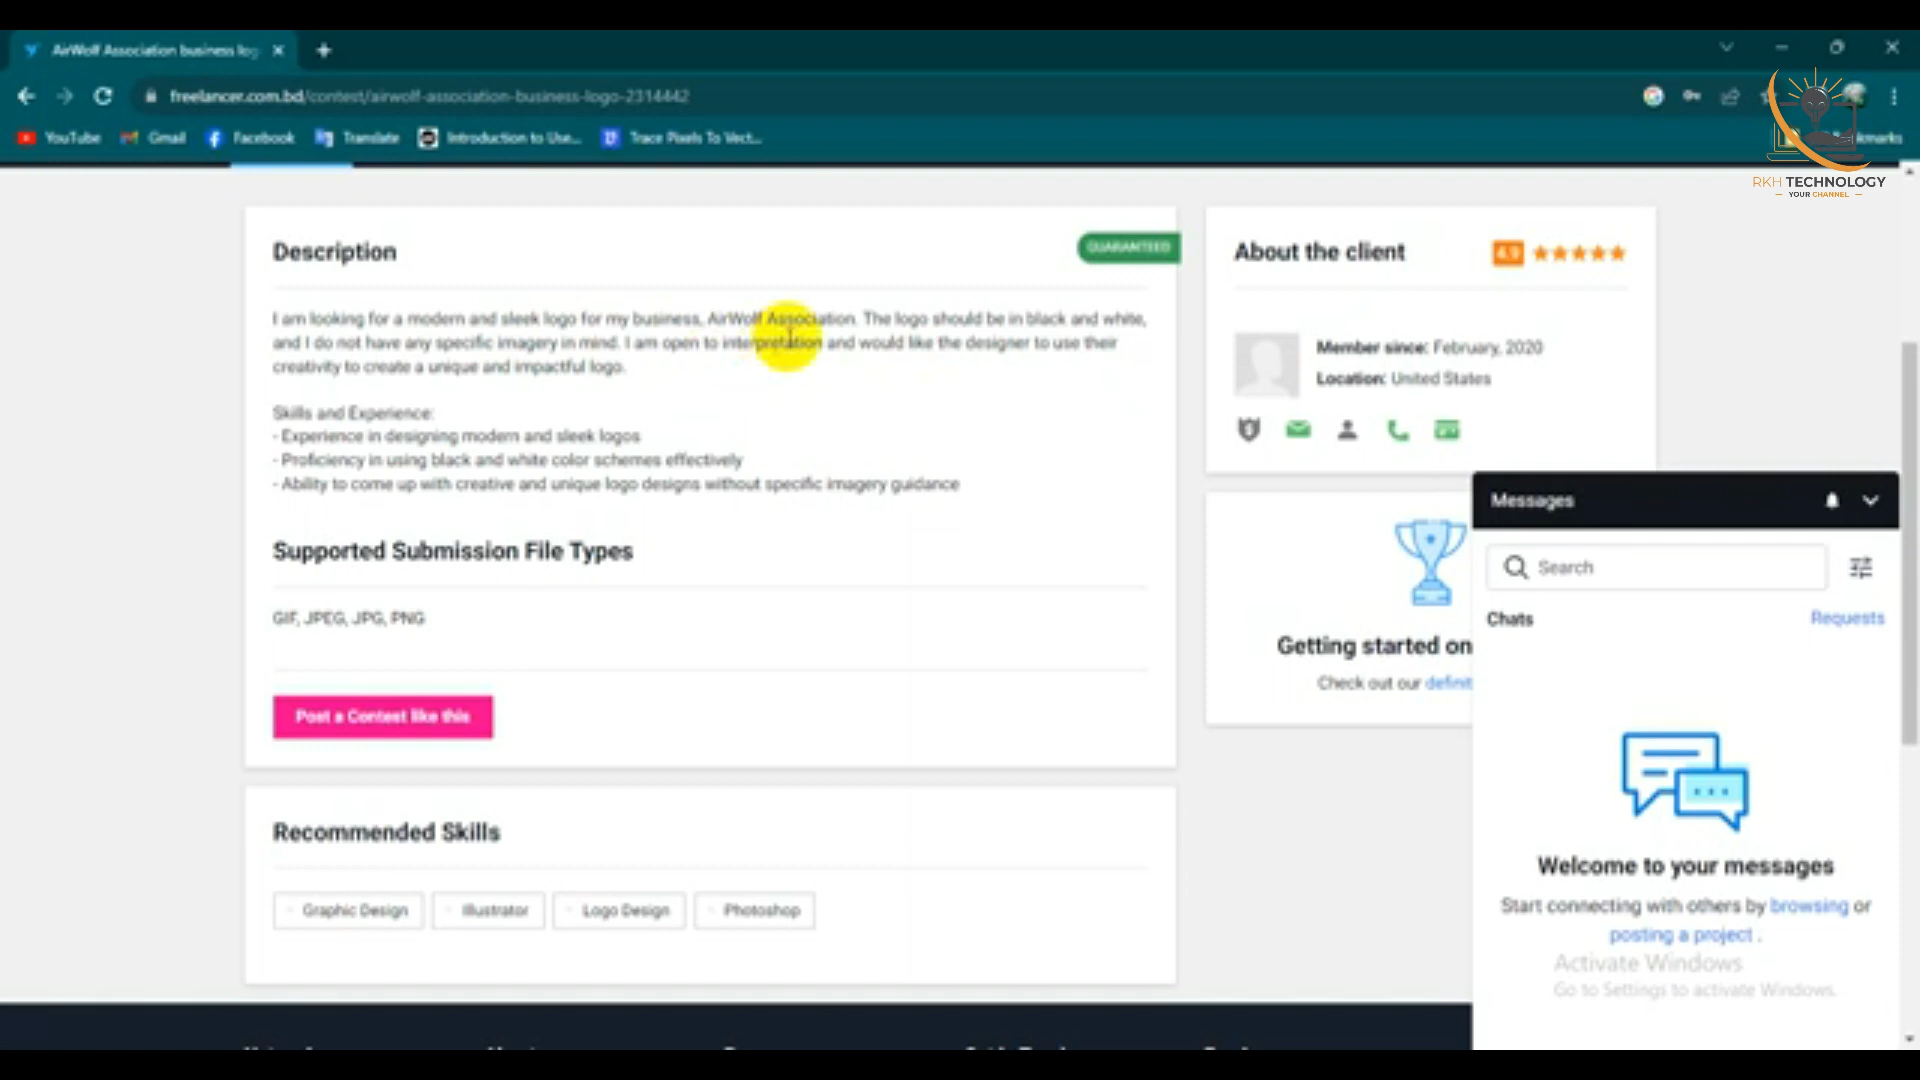 AirWolf Association business log
freelancer.com.bd/contest/airwolf-association-business-logo-2314442
YouTube
Gmail
Facebook
Translate
Introduction to Use...
Trace Pixels To Vect...
RKH TECHNOLOGY
YOUR CHANNEL
Description
GUARANTEED
I am looking for a modern and sleek logo for my business, AirWolf Association. The logo should be in black and white,
and I do not have any specific imagery in mind. I am open to interpretation and would like the designer to use their
creativity to create a unique and impactful logo.
Skills and Experience:
- Experience in designing modern and sleek logos
- Proficiency in using black and white color schemes effectively
- Ability to come up with creative and unique logo designs without specific imagery guidance
Supported Submission File Types
GIF, JPEG, JPG, PNG
Post a Contest like this
Recommended Skills
Graphic Design
Illustrator
Logo Design
Photoshop
About the client
4.9
Member since: February, 2020
Location: United States
Getting started on
Check out our definit
Messages
Search
Chats
Requests
Welcome to your messages
Start connecting with others by browsing or
posting a project .
Activate Windows
Go to Settings to activate Windows.